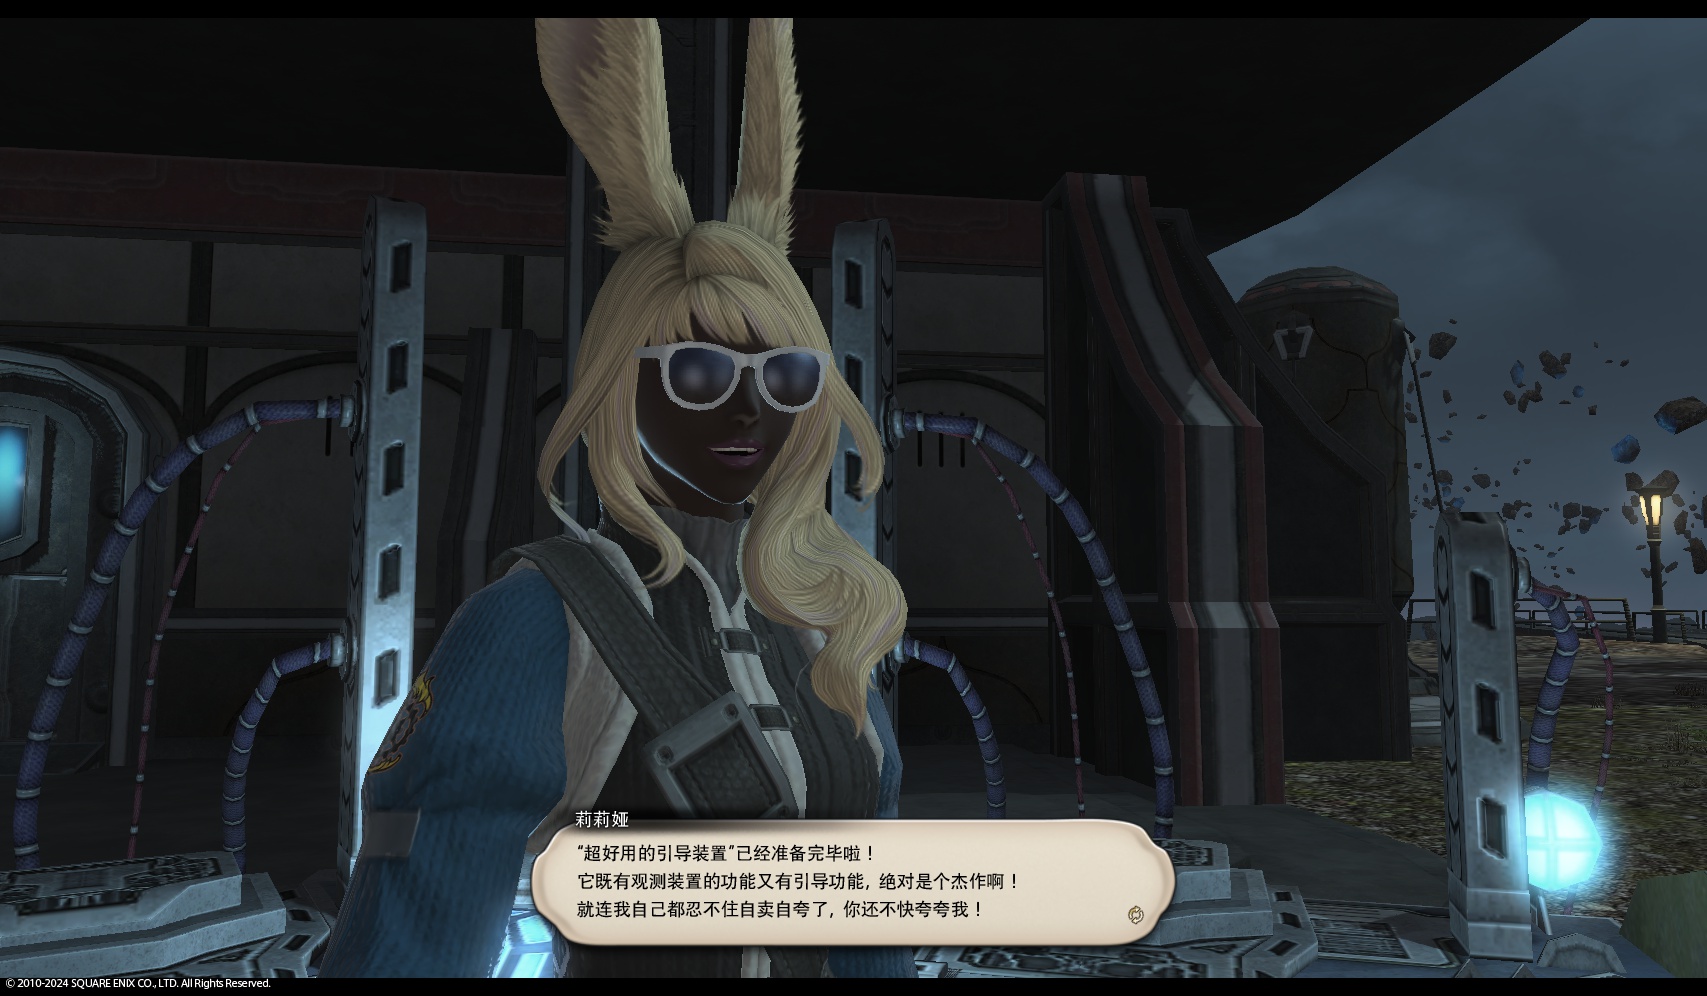 莉莉娅
“超好用的引导装置”已经准备完毕啦！
它既有观测装置的功能又有引导功能，绝对是个杰作啊！
就连我自己都忍不住自卖自夸了，你还不快夸夸我！
© 2010-2024 SQUARE ENIX CO., LTD. All Rights Reserved.